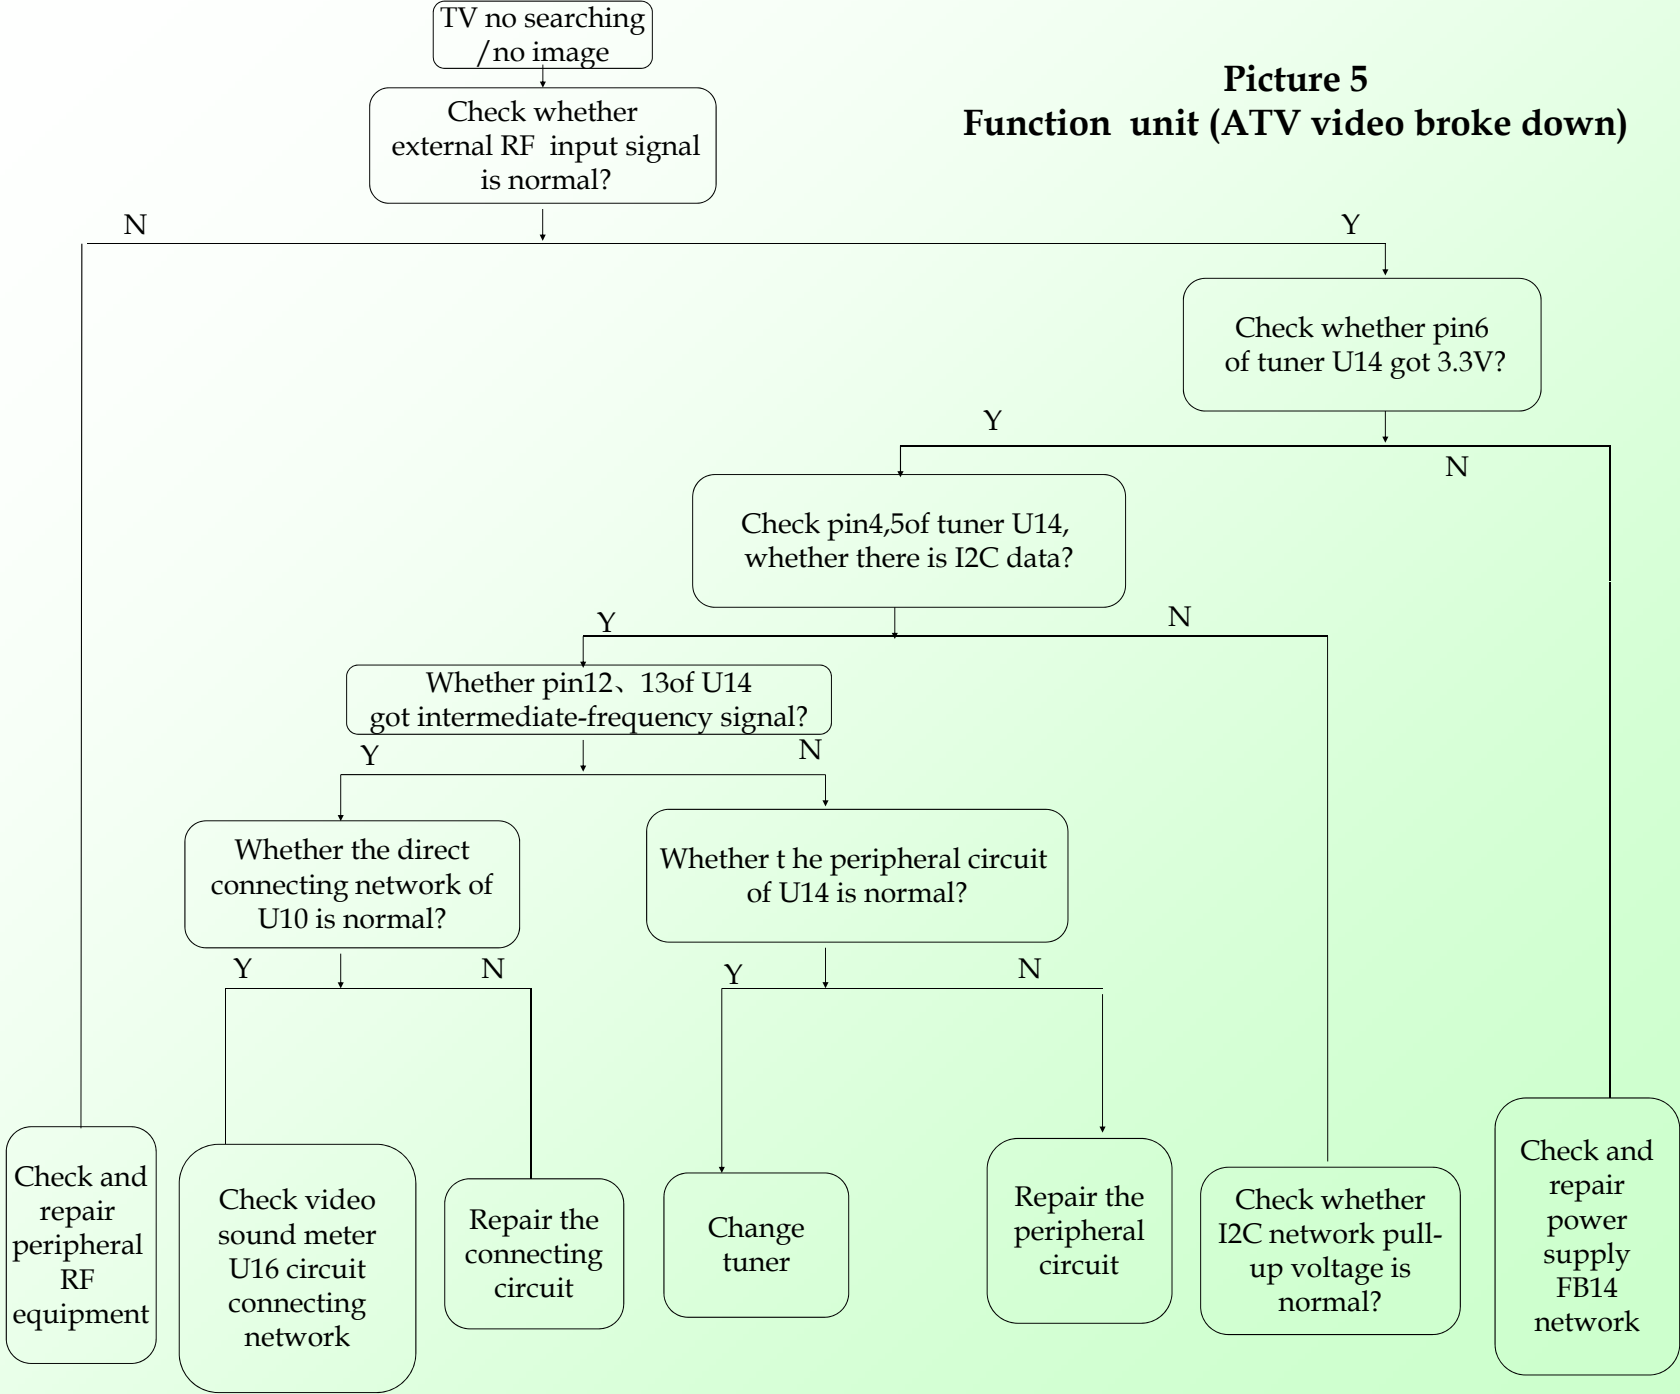 TV no searching
/no image
Picture 5
Function unit (ATV video broke down)
Check whether
external RF input signal
is normal?
N
Y
Check whether pin6
of tuner U14 got 3.3V?
Y
N
Check pin4,5of tuner U14,
whether there is I2C data?
Y
N
Whether pin12、13of U14
got intermediate-frequency signal?
Y
N
Whether the direct
connecting network of
U10 is normal?
Whether t he peripheral circuit
of U14 is normal?
Y
N
Y
N
Check and
repair
peripheral
RF
equipment
Check video
sound meter
U16 circuit
connecting
network
Repair the
connecting
circuit
Change
tuner
Repair the
peripheral
circuit
Check whether
I2C network pull-
up voltage is
normal?
Check and
repair
power
supply
FB14
network